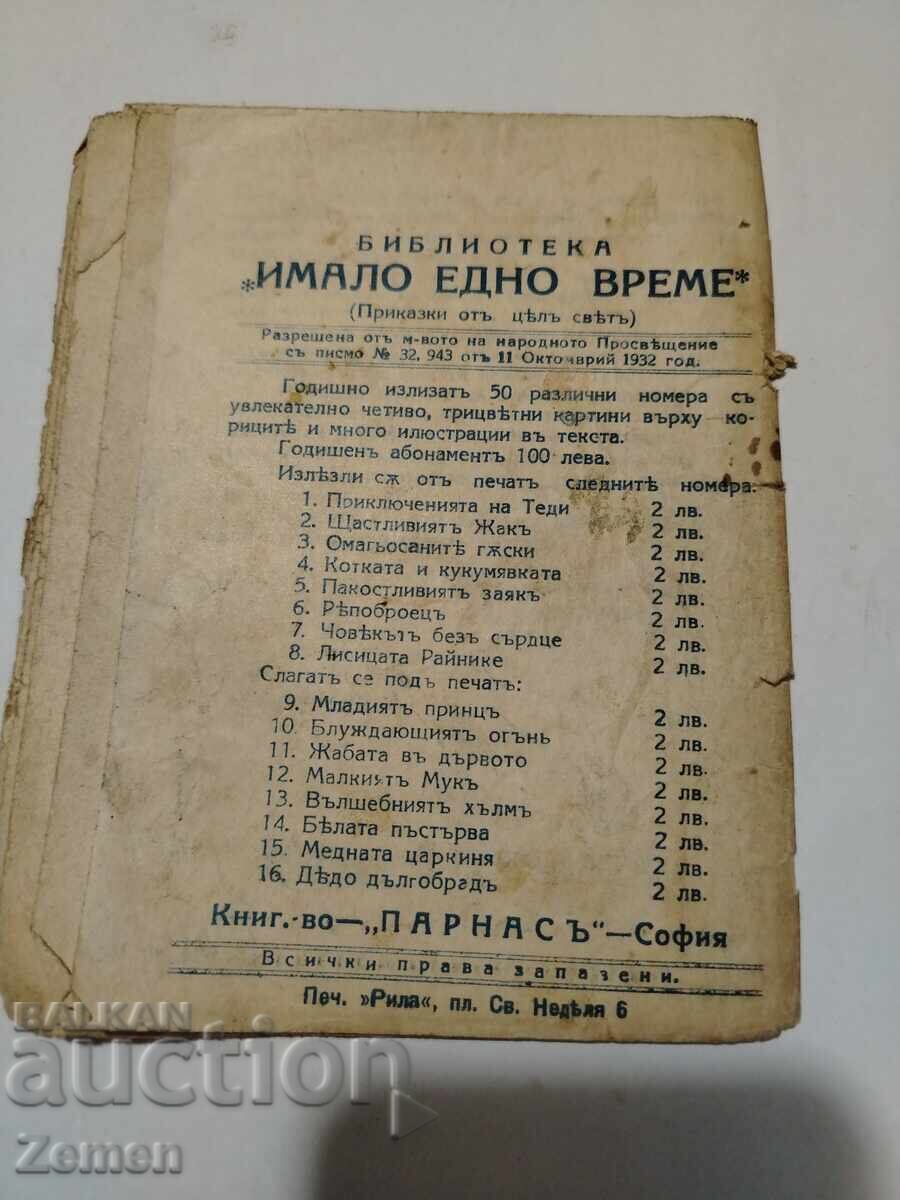 БИБЛИОТЕКА
„ИМАЛО ЕДНО ВРЕМЕ"
(Приказки отъ цѣлъ свѣтъ)
Разрешена отъ м-вото на народното Просвѣщение
съ писмо № 32, 943 отъ 11 Октомврий 1932 год.
Годишно излизатъ 50 различни номера съ
увлекателно четиво, трицвѣтни картини върху ко-
рицитѣ и много илюстрации въ текста.
Годишенъ абонаментъ 100 лева.
Излѣзли сѫ отъ печатъ следнитѣ номера:
1. Приключенията на Теди 2 лв.
2. Щастливиятъ Жакъ 2 лв.
3. Омагьосанитѣ гѫски 2 лв.
4. Котката и кукумявката 2 лв.
5. Пакостливиятъ заякъ 2 лв.
6. Рѣпоброецъ 2 лв.
7. Човѣкътъ безъ сърдце 2 лв.
8. Лисицата Райнике 2 лв.
Слагатъ се подъ печатъ:
9. Младиятъ принцъ 2 лв.
10. Блуждающиятъ огънь 2 лв.
11. Жабата въ дървото 2 лв.
12. Малкиятъ Мукъ 2 лв.
13. Вълшебниятъ хълмъ 2 лв.
14. Бѣлата пъстърва 2 лв.
15. Медната царкиня 2 лв.
16. Дѣдо дългобрадъ 2 лв.
Книг.-во—„ПАРНАСЪ"—София
Всички права запазени.
Печ. »Рила«, пл. Св. Недѣля 6
BALKAN
auction
Zemen